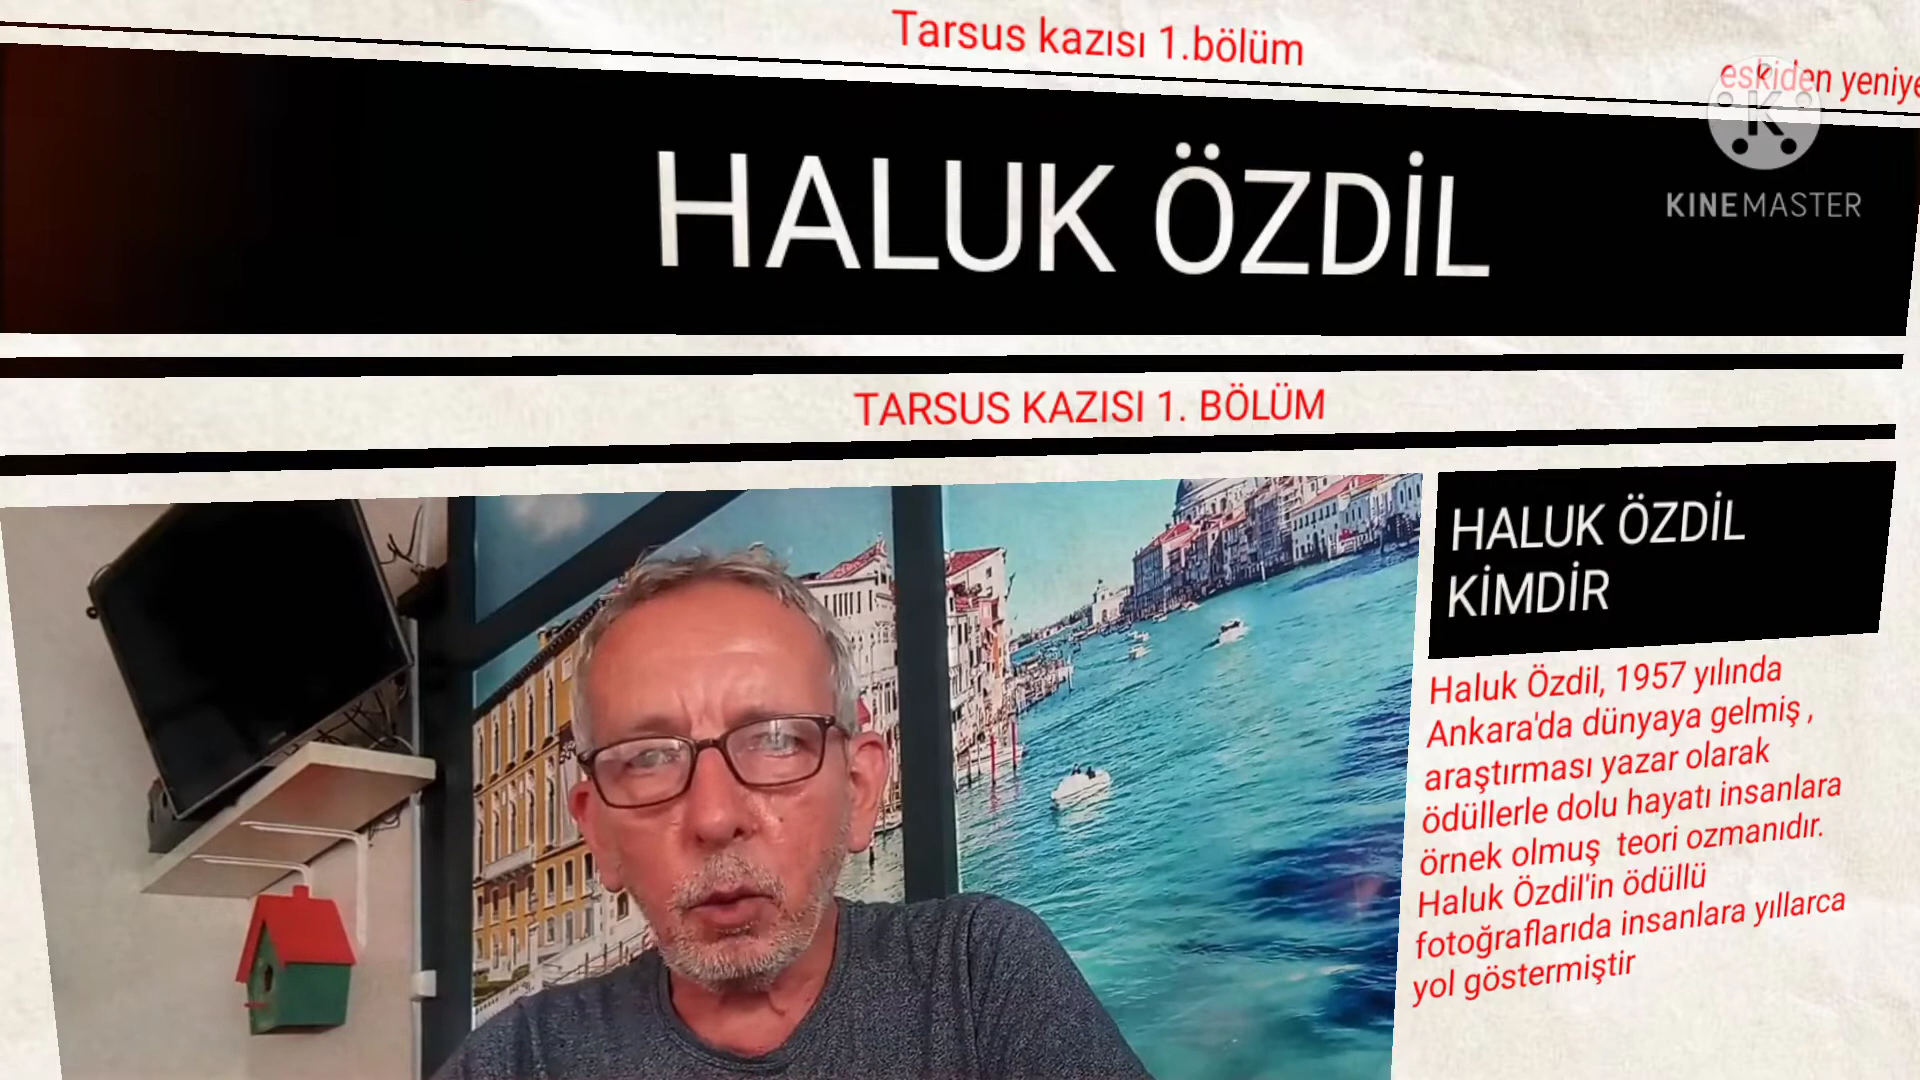 Tarsus kazısı 1.bölüm
eskiden yeniye
HALUK ÖZDİL
KINEMASTER
TARSUS KAZISI 1. BÖLÜM
HALUK ÖZDİL
KİMDİR
Haluk Özdil, 1957 yılında
Ankara'da dünyaya gelmiş ,
araştırması yazar olarak
ödüllerle dolu hayatı insanlara
örnek olmuş teori ozmanıdır.
Haluk Özdil'in ödüllü
fotoğraflarıda insanlara yıllarca
yol göstermiştir